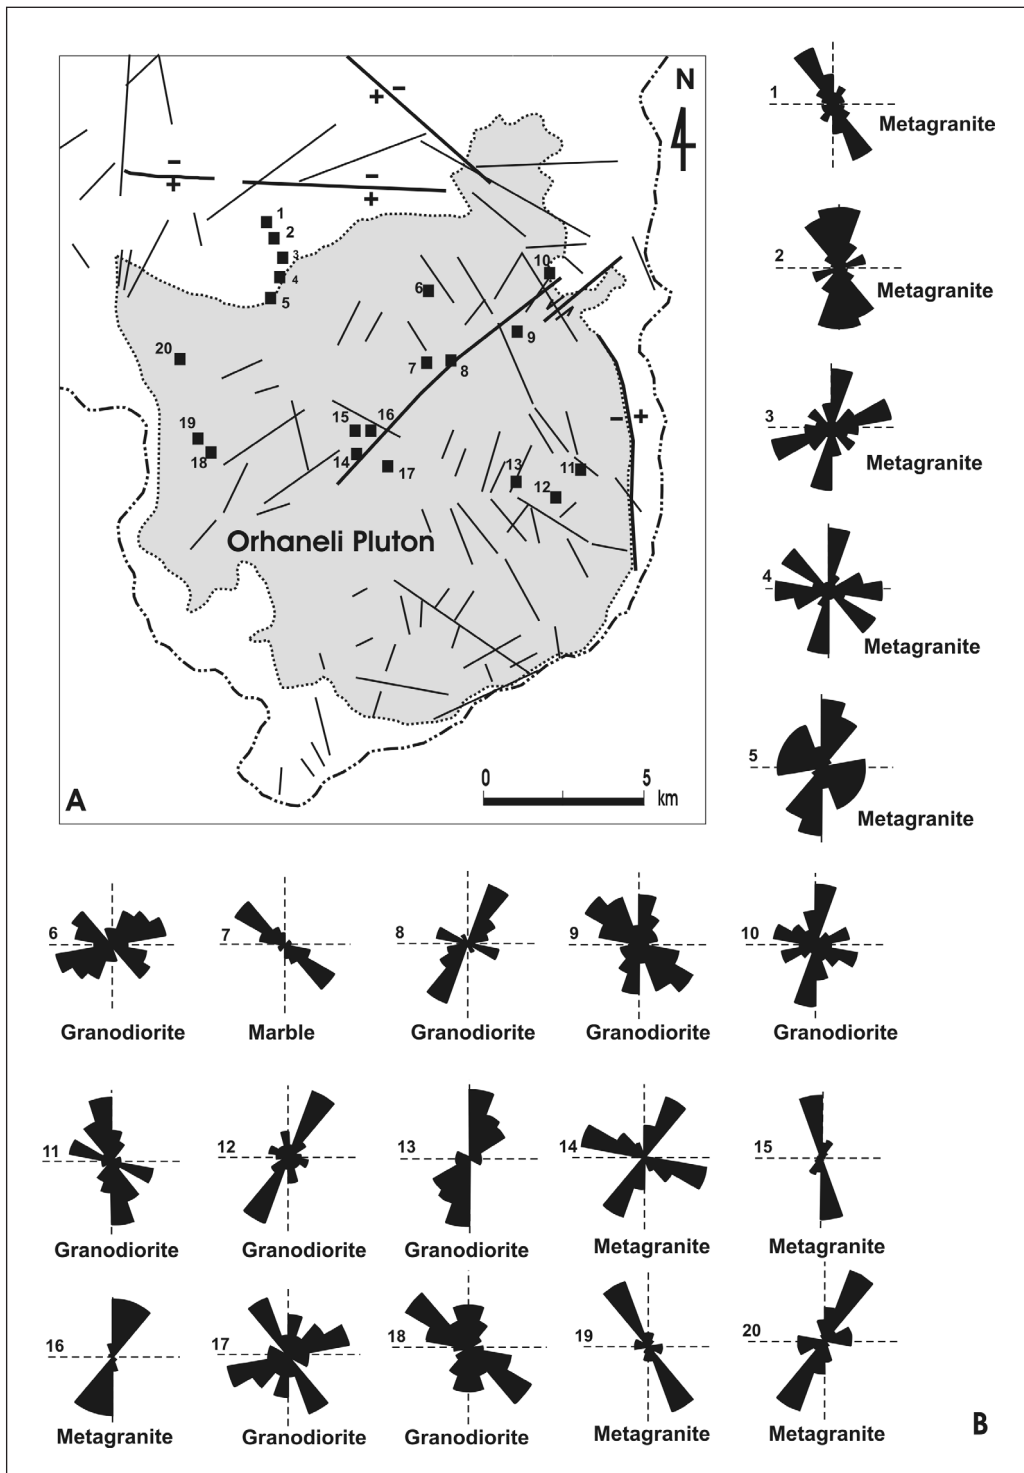 N
+ −
−
+
−
+
1
2
3
4
5
6
7
8
9
10
− +
20
19
18
15 16
14
17
13
11
12
Orhaneli Pluton
0 5
km
A
1
Metagranite
2
Metagranite
3
Metagranite
4
Metagranite
5
Metagranite
6 7 8 9 10
Granodiorite Marble Granodiorite Granodiorite Granodiorite
11 12 13 14 15
Granodiorite Granodiorite Granodiorite Metagranite Metagranite
16 17 18 19 20
Metagranite Granodiorite Granodiorite Metagranite Metagranite
B